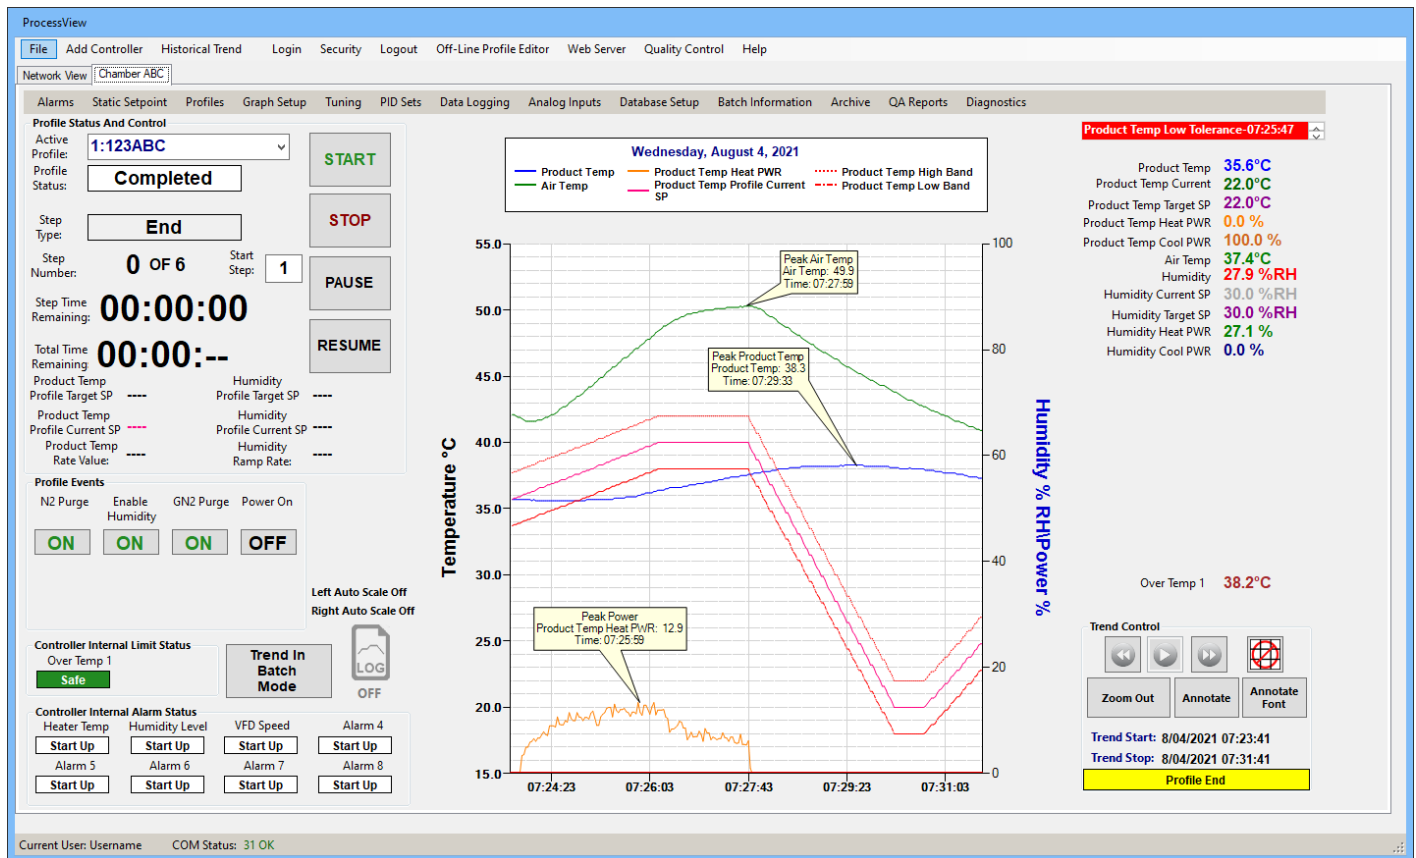 ProcessView
File Add Controller Historical Trend Login Security Logout Off-Line Profile Editor Web Server Quality Control Help
Network View Chamber ABC
Alarms Static Setpoint Profiles Graph Setup Tuning PID Sets Data Logging Analog Inputs Database Setup Batch Information Archive QA Reports Diagnostics
Profile Status And Control
Active
Profile:
1:123ABC
Profile
Status:
Completed
Step
Type:
End
Step
Number:
0 OF 6
Start
Step:
1
Step Time
Remaining:
00:00:00
Total Time
Remaining
00:00:--
START
STOP
PAUSE
RESUME
Product Temp
Profile Target SP ----
Humidity
Profile Target SP ----
Product Temp
Profile Current SP ----
Humidity
Profile Current SP ----
Product Temp
Rate Value: ----
Humidity
Ramp Rate: ----
Profile Events
N2 Purge
Enable
Humidity
GN2 Purge
Power On
ON ON ON OFF
Left Auto Scale Off
Right Auto Scale Off
Controller Internal Limit Status
Over Temp 1
Safe
Trend In
Batch
Mode
LOG
OFF
Controller Internal Alarm Status
Heater Temp Humidity Level VFD Speed Alarm 4
Start Up Start Up Start Up Start Up
Alarm 5 Alarm 6 Alarm 7 Alarm 8
Start Up Start Up Start Up Start Up
Wednesday, August 4, 2021
Product Temp
Air Temp
Product Temp Heat PWR
Product Temp Profile Current
SP
Product Temp High Band
Product Temp Low Band
Temperature °C
55.0
50.0
45.0
40.0
35.0
30.0
25.0
20.0
15.0
Peak Air Temp
Air Temp: 49.9
Time: 07:27:59
Peak Product Temp
Product Temp: 38.3
Time: 07:29:33
Peak Power
Product Temp Heat PWR: 12.9
Time: 07:25:59
07:24:23 07:26:03 07:27:43 07:29:23 07:31:03
100
80
60
40
20
0
Humidity % RH\Power %
Product Temp Low Tolerance-07:25:47
Product Temp 35.6°C
Product Temp Current 22.0°C
Product Temp Target SP 22.0°C
Product Temp Heat PWR 0.0 %
Product Temp Cool PWR 100.0 %
Air Temp 37.4°C
Humidity 27.9 %RH
Humidity Current SP 30.0 %RH
Humidity Target SP 30.0 %RH
Humidity Heat PWR 27.1 %
Humidity Cool PWR 0.0 %
Over Temp 1 38.2°C
Trend Control
Zoom Out
Annotate
Annotate
Font
Trend Start: 8/04/2021 07:23:41
Trend Stop: 8/04/2021 07:31:41
Profile End
Current User: Username COM Status: 31 OK